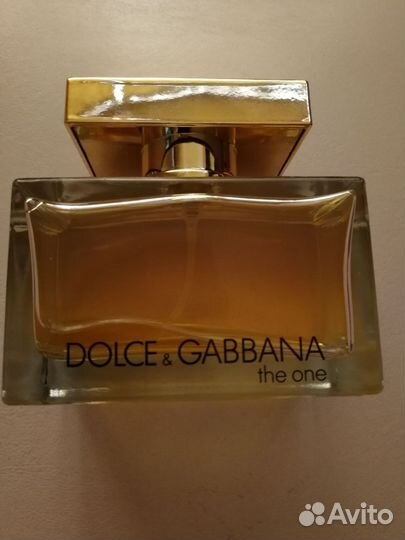 DOLCE & GABBANA
the one
Avito